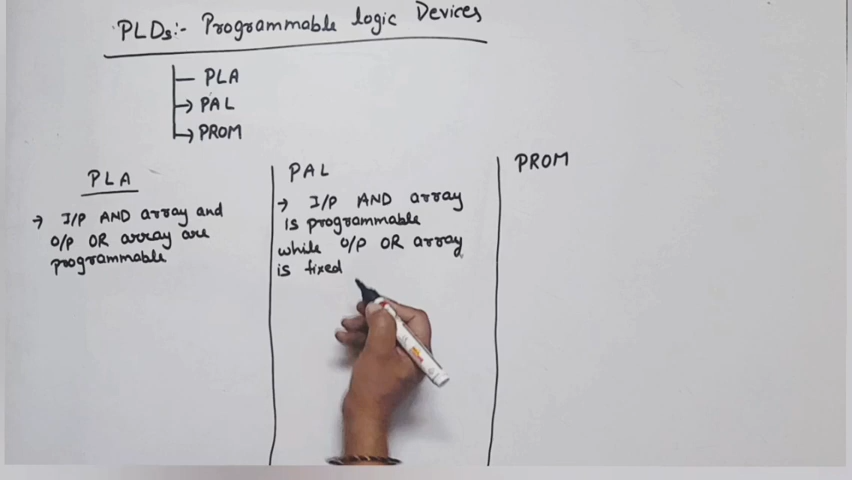 PLDs:- Programmable logic Devices
PLA
PAL
PROM
PLA
→ I/P AND array and
O/P OR array are
programmable
PAL
→ I/P AND array
is programmable
while O/P OR array
is fixed
PROM